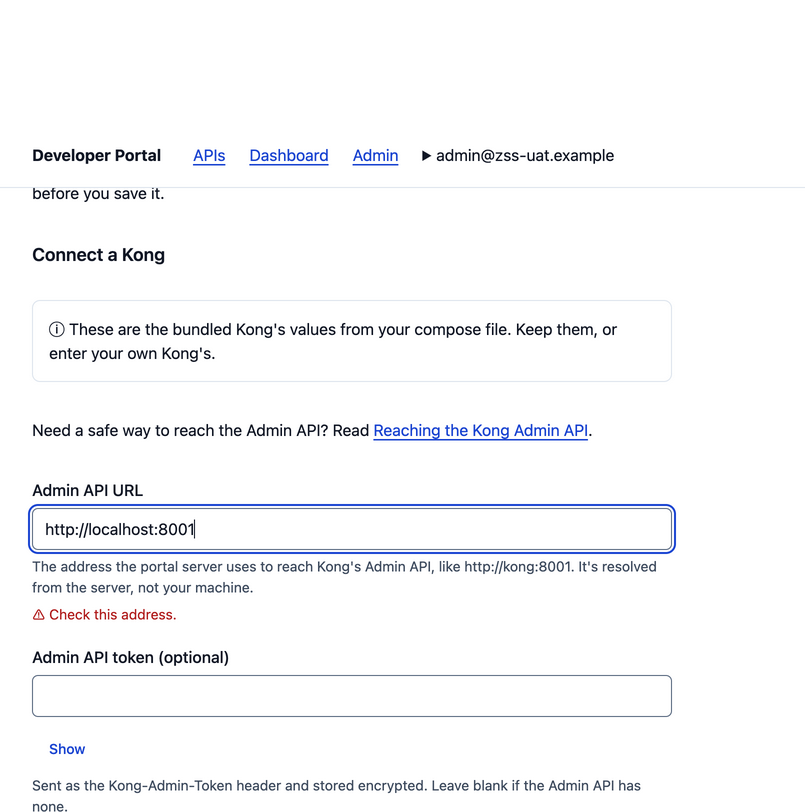 Developer Portal APIs Dashboard Admin ▶ admin@zss-uat.example
before you save it.
Connect a Kong
ⓘ These are the bundled Kong's values from your compose file. Keep them, or
enter your own Kong's.
Need a safe way to reach the Admin API? Read Reaching the Kong Admin API.
Admin API URL
http://localhost:8001
The address the portal server uses to reach Kong's Admin API, like http://kong:8001. It's resolved
from the server, not your machine.
⚠ Check this address.
Admin API token (optional)
Show
Sent as the Kong-Admin-Token header and stored encrypted. Leave blank if the Admin API has
none.